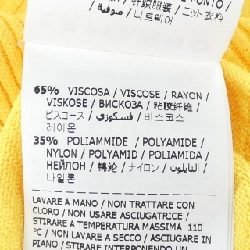 65% VISCOSA / VISCOSE / RAYON /
VISKOSE / ВИСКОЗА / 粘胶纤维 /
ビスコース / فسكوزي / 비스코스 /
레이온
35% POLIAMMIDE / POLYAMIDE /
NYLON / POLYAMID / POLIAMIDA /
НЕЙЛОН / 锦纶 / ナイロン / النايلون /
나일론
LAVARE A MANO / NON TRATTARE CON
CLORO / NON USARE ASCIUGATRICE /
STIRARE A TEMPERATURA MASSIMA 110
°C / NON LAVARE A SECCO / ASCIUGARE IN
PIANO / STIRARE INTERPONENDO UN